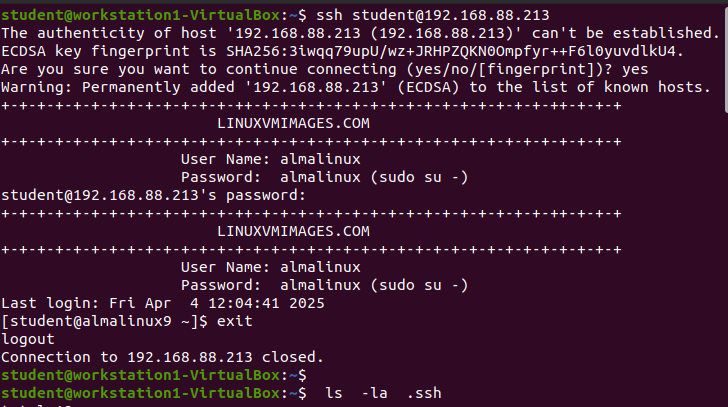 student@workstation1-VirtualBox:~$ ssh student@192.168.88.213
The authenticity of host '192.168.88.213 (192.168.88.213)' can't be established.
ECDSA key fingerprint is SHA256:3iwqq79upU/wz+JRHPZQKN0Ompfyr++F6l0yuvdlkU4.
Are you sure you want to continue connecting (yes/no/[fingerprint])? yes
Warning: Permanently added '192.168.88.213' (ECDSA) to the list of known hosts.
+-+-+-+-+-+-+-+-+-+-+-+-+-++-+-+-+-+-+-+-+-+-+-+-+-+-+-+-+-++-+-+-+
                        LINUXVMIMAGES.COM
+-+-+-+-+-+-+-+-+-+-+-+-+-++-+-+-+-+-+-+-+-+-+-+-+-+-+-+-+-++-+-+-+
                    User Name: almalinux
                    Password:  almalinux (sudo su -)
student@192.168.88.213's password:
+-+-+-+-+-+-+-+-+-+-+-+-+-++-+-+-+-+-+-+-+-+-+-+-+-+-+-+-+-++-+-+-+
                        LINUXVMIMAGES.COM
+-+-+-+-+-+-+-+-+-+-+-+-+-++-+-+-+-+-+-+-+-+-+-+-+-+-+-+-+-++-+-+-+
                    User Name: almalinux
                    Password:  almalinux (sudo su -)
Last login: Fri Apr  4 12:04:41 2025
[student@almalinux9 ~]$ exit
logout
Connection to 192.168.88.213 closed.
student@workstation1-VirtualBox:~$
student@workstation1-VirtualBox:~$  ls  -la  .ssh